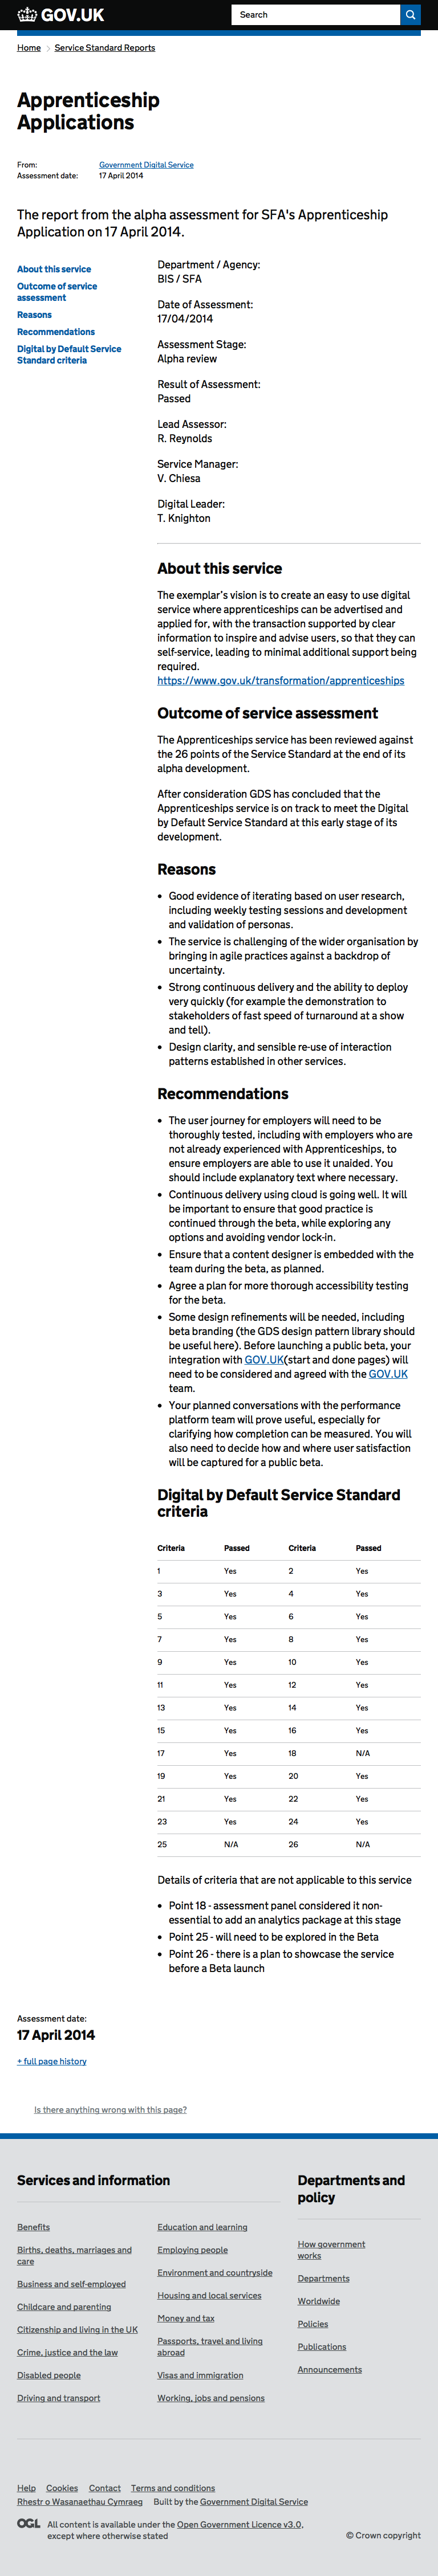 GOV.UK
Search
Home
Service Standard Reports
Apprenticeship
Applications
From:
Government Digital Service
Assessment date:
17 April 2014
The report from the alpha assessment for SFA's Apprenticeship
Application on 17 April 2014.
About this service
Outcome of service
assessment
Reasons
Recommendations
Digital by Default Service
Standard criteria
Department / Agency:
BIS / SFA
Date of Assessment:
17/04/2014
Assessment Stage:
Alpha review
Result of Assessment:
Passed
Lead Assessor:
R. Reynolds
Service Manager:
V. Chiesa
Digital Leader:
T. Knighton
About this service
The exemplar's vision is to create an easy to use digital
service where apprenticeships can be advertised and
applied for, with the transaction supported by clear
information to inspire and advise users, so that they can
self-service, leading to minimal additional support being
required.
https://www.gov.uk/transformation/apprenticeships
Outcome of service assessment
The Apprenticeships service has been reviewed against
the 26 points of the Service Standard at the end of its
alpha development.
After consideration GDS has concluded that the
Apprenticeships service is on track to meet the Digital
by Default Service Standard at this early stage of its
development.
Reasons
• Good evidence of iterating based on user research,
including weekly testing sessions and development
and validation of personas.
• The service is challenging of the wider organisation by
bringing in agile practices against a backdrop of
uncertainty.
• Strong continuous delivery and the ability to deploy
very quickly (for example the demonstration to
stakeholders of fast speed of turnaround at a show
and tell).
• Design clarity, and sensible re-use of interaction
patterns established in other services.
Recommendations
• The user journey for employers will need to be
thoroughly tested, including with employers who are
not already experienced with Apprenticeships, to
ensure employers are able to use it unaided. You
should include explanatory text where necessary.
• Continuous delivery using cloud is going well. It will
be important to ensure that good practice is
continued through the beta, while exploring any
options and avoiding vendor lock-in.
• Ensure that a content designer is embedded with the
team during the beta, as planned.
• Agree a plan for more thorough accessibility testing
for the beta.
• Some design refinements will be needed, including
beta branding (the GDS design pattern library should
be useful here). Before launching a public beta, your
integration with GOV.UK(start and done pages) will
need to be considered and agreed with the GOV.UK
team.
• Your planned conversations with the performance
platform team will prove useful, especially for
clarifying how completion can be measured. You will
also need to decide how and where user satisfaction
will be captured for a public beta.
Digital by Default Service Standard
criteria
Criteria Passed Criteria Passed
1 Yes 2 Yes
3 Yes 4 Yes
5 Yes 6 Yes
7 Yes 8 Yes
9 Yes 10 Yes
11 Yes 12 Yes
13 Yes 14 Yes
15 Yes 16 Yes
17 Yes 18 N/A
19 Yes 20 Yes
21 Yes 22 Yes
23 Yes 24 Yes
25 N/A 26 N/A
Details of criteria that are not applicable to this service
• Point 18 - assessment panel considered it non-
essential to add an analytics package at this stage
• Point 25 - will need to be explored in the Beta
• Point 26 - there is a plan to showcase the service
before a Beta launch
Assessment date:
17 April 2014
+ full page history
Is there anything wrong with this page?
Services and information
Benefits
Births, deaths, marriages and
care
Business and self-employed
Childcare and parenting
Citizenship and living in the UK
Crime, justice and the law
Disabled people
Driving and transport
Education and learning
Employing people
Environment and countryside
Housing and local services
Money and tax
Passports, travel and living
abroad
Visas and immigration
Working, jobs and pensions
Departments and
policy
How government
works
Departments
Worldwide
Policies
Publications
Announcements
Help Cookies Contact Terms and conditions
Rhestr o Wasanaethau Cymraeg Built by the Government Digital Service
OGL All content is available under the Open Government Licence v3.0,
except where otherwise stated
© Crown copyright